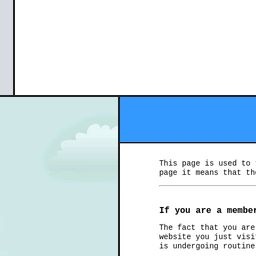 This page is used to
page it means that the
If you are a member
The fact that you are
website you just visi
is undergoing routine